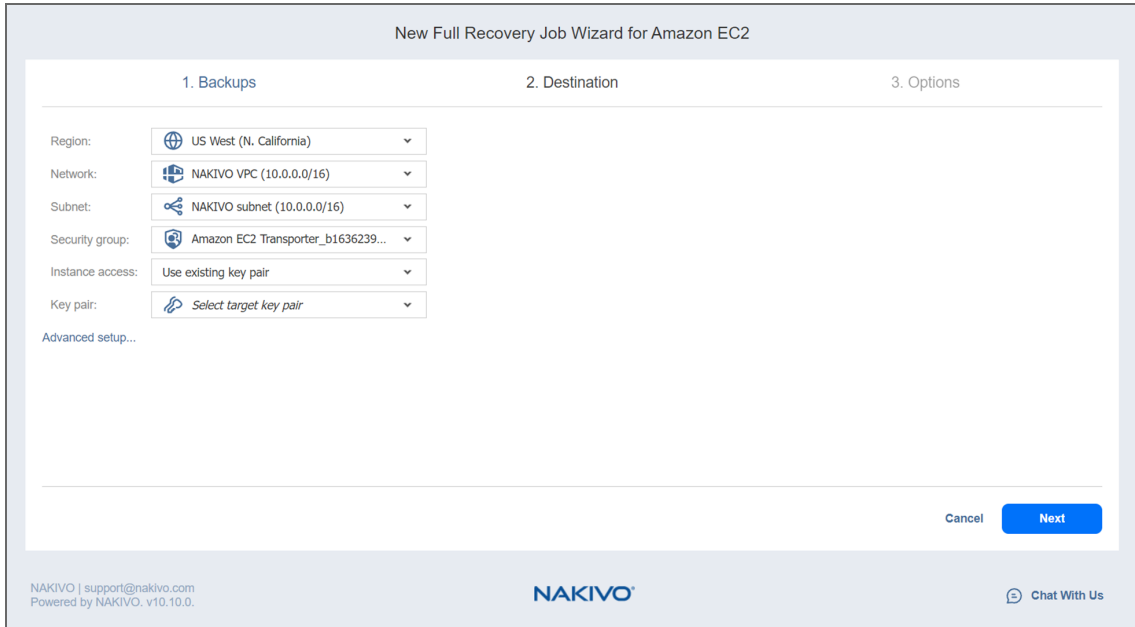 New Full Recovery Job Wizard for Amazon EC2
1. Backups
2. Destination
3. Options
Region:
US West (N. California)
Network:
NAKIVO VPC (10.0.0.0/16)
Subnet:
NAKIVO subnet (10.0.0.0/16)
Security group:
Amazon EC2 Transporter_b1636239...
Instance access:
Use existing key pair
Key pair:
Select target key pair
Advanced setup...
Cancel
Next
NAKIVO | support@nakivo.com
Powered by NAKIVO. v10.10.0.
NAKIVO®
Chat With Us